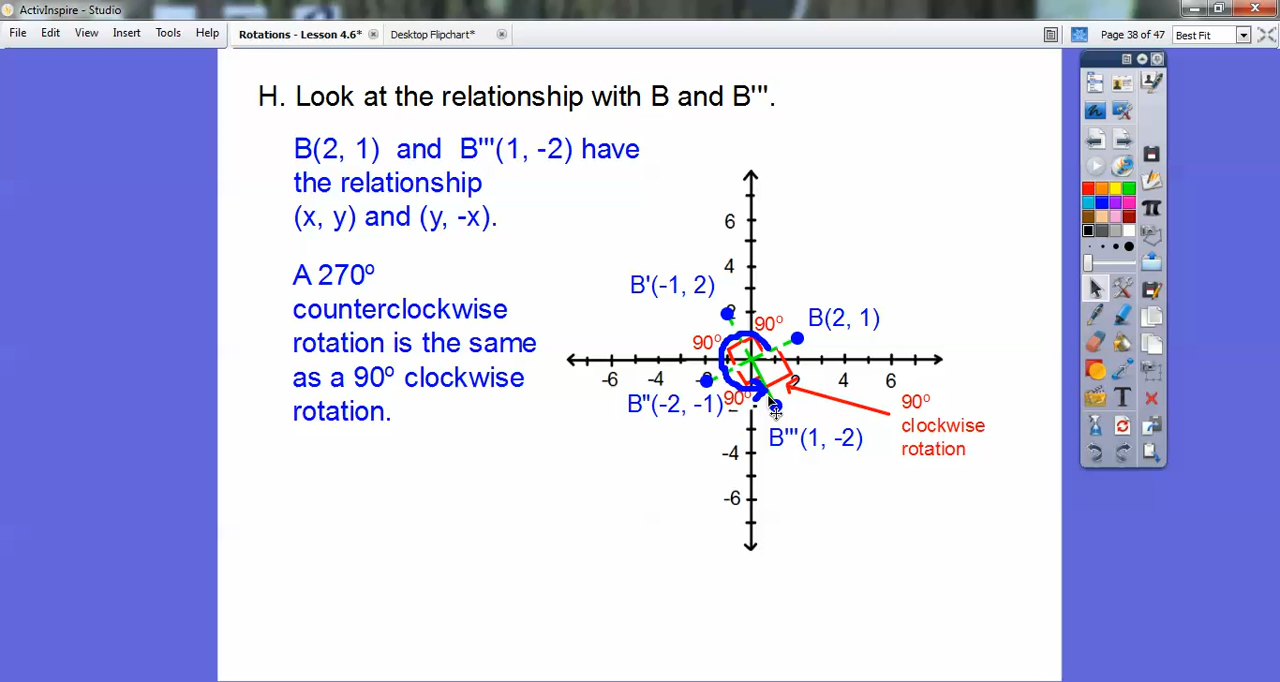 ActivInspire - Studio
File Edit View Insert Tools Help
Rotations - Lesson 4.6*
Desktop Flipchart*
Page 38 of 47
Best Fit
H. Look at the relationship with B and B'''.
B(2, 1) and B'''(1, -2) have
the relationship
(x, y) and (y, -x).
A 270º
counterclockwise
rotation is the same
as a 90º clockwise
rotation.
6
4
B'(-1, 2)
2
B(2, 1)
90º
90º
-6 -4 -2 2 4 6
B''(-2, -1)
90º
90º
clockwise
rotation
B'''(1, -2)
-4
-6